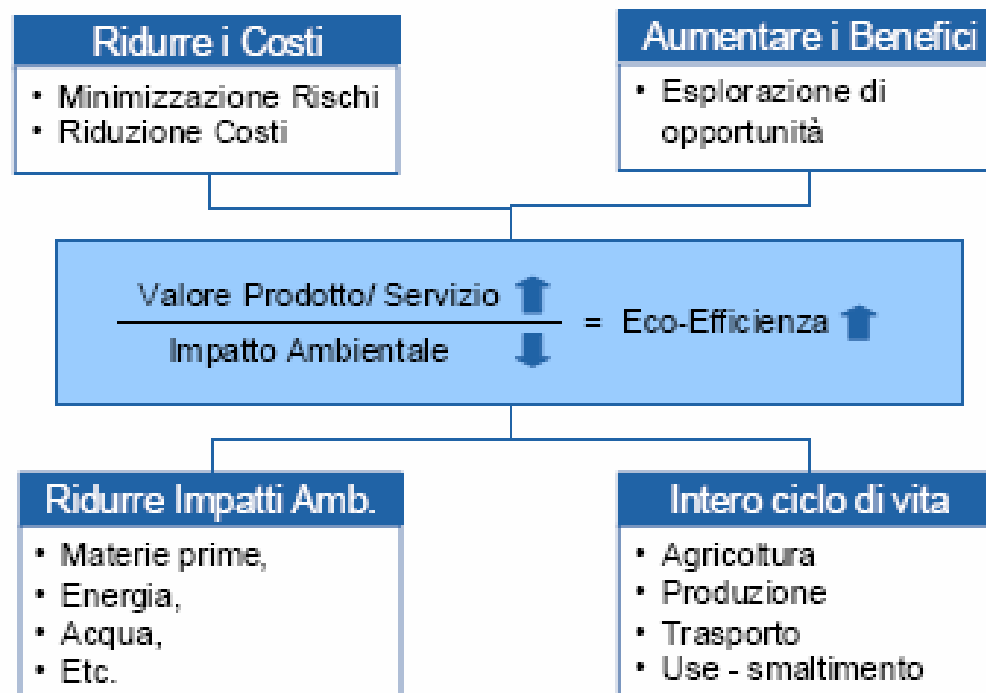 Ridurre i Costi
• Minimizzazione Rischi
• Riduzione Costi
Aumentare i Benefici
• Esplorazione di
opportunità
Valore Prodotto/ Servizio
Impatto Ambientale
= Eco-Efficienza
Ridurre Impatti Amb.
• Materie prime,
• Energia,
• Acqua,
• Etc.
Intero ciclo di vita
• Agricoltura
• Produzione
• Trasporto
• Use - smaltimento